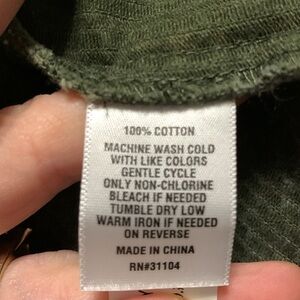 100% COTTON
MACHINE WASH COLD
WITH LIKE COLORS
GENTLE CYCLE
ONLY NON-CHLORINE
BLEACH IF NEEDED
TUMBLE DRY LOW
WARM IRON IF NEEDED
ON REVERSE
MADE IN CHINA
RN#31104